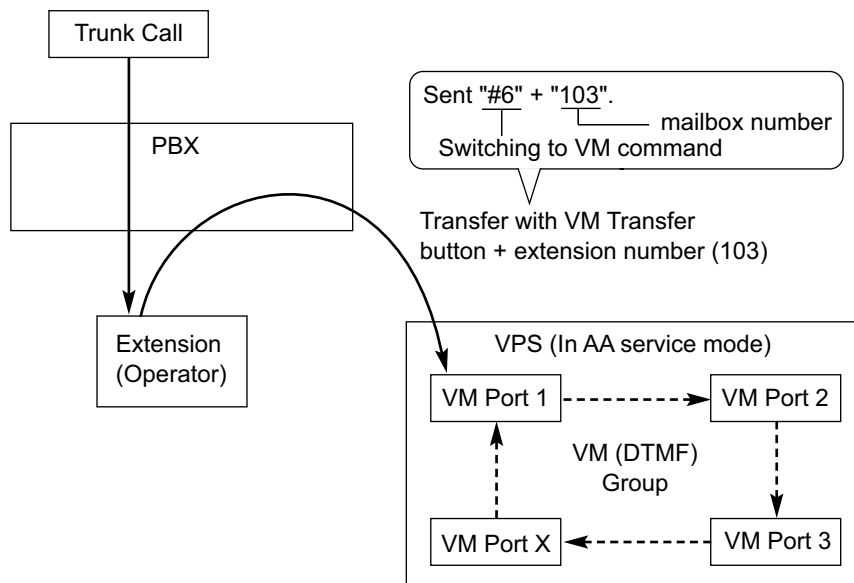 Trunk Call
PBX
Sent "#6" + "103".
mailbox number
Switching to VM command
Transfer with VM Transfer
button + extension number (103)
Extension
(Operator)
VPS (In AA service mode)
VM Port 1
VM Port 2
VM (DTMF)
Group
VM Port X
VM Port 3